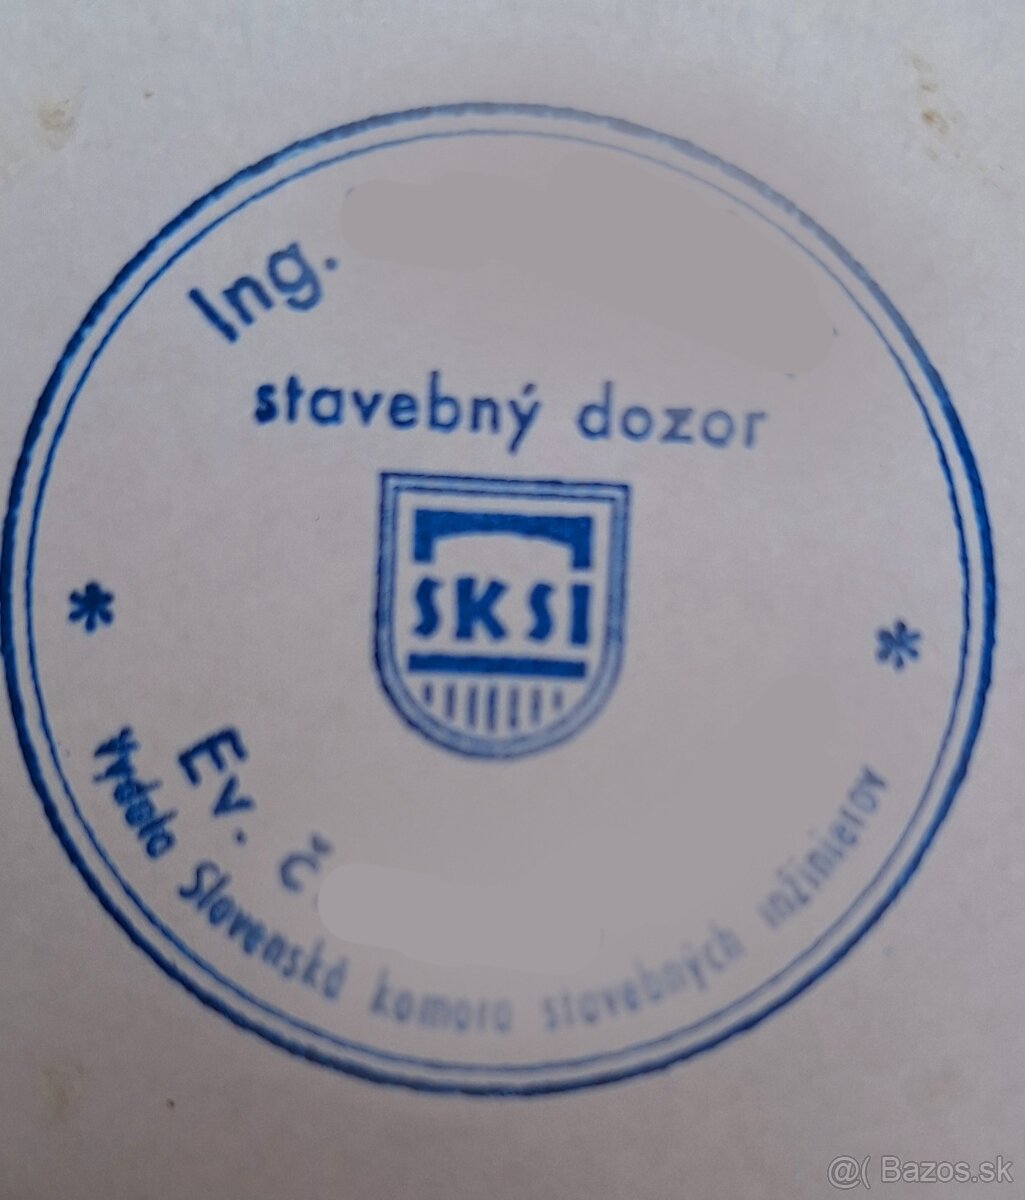 Ing.
stavebný dozor
SKSI
Ev. č.
Vydala Slovenská komora stavebných inžinierov
@( Bazos.sk